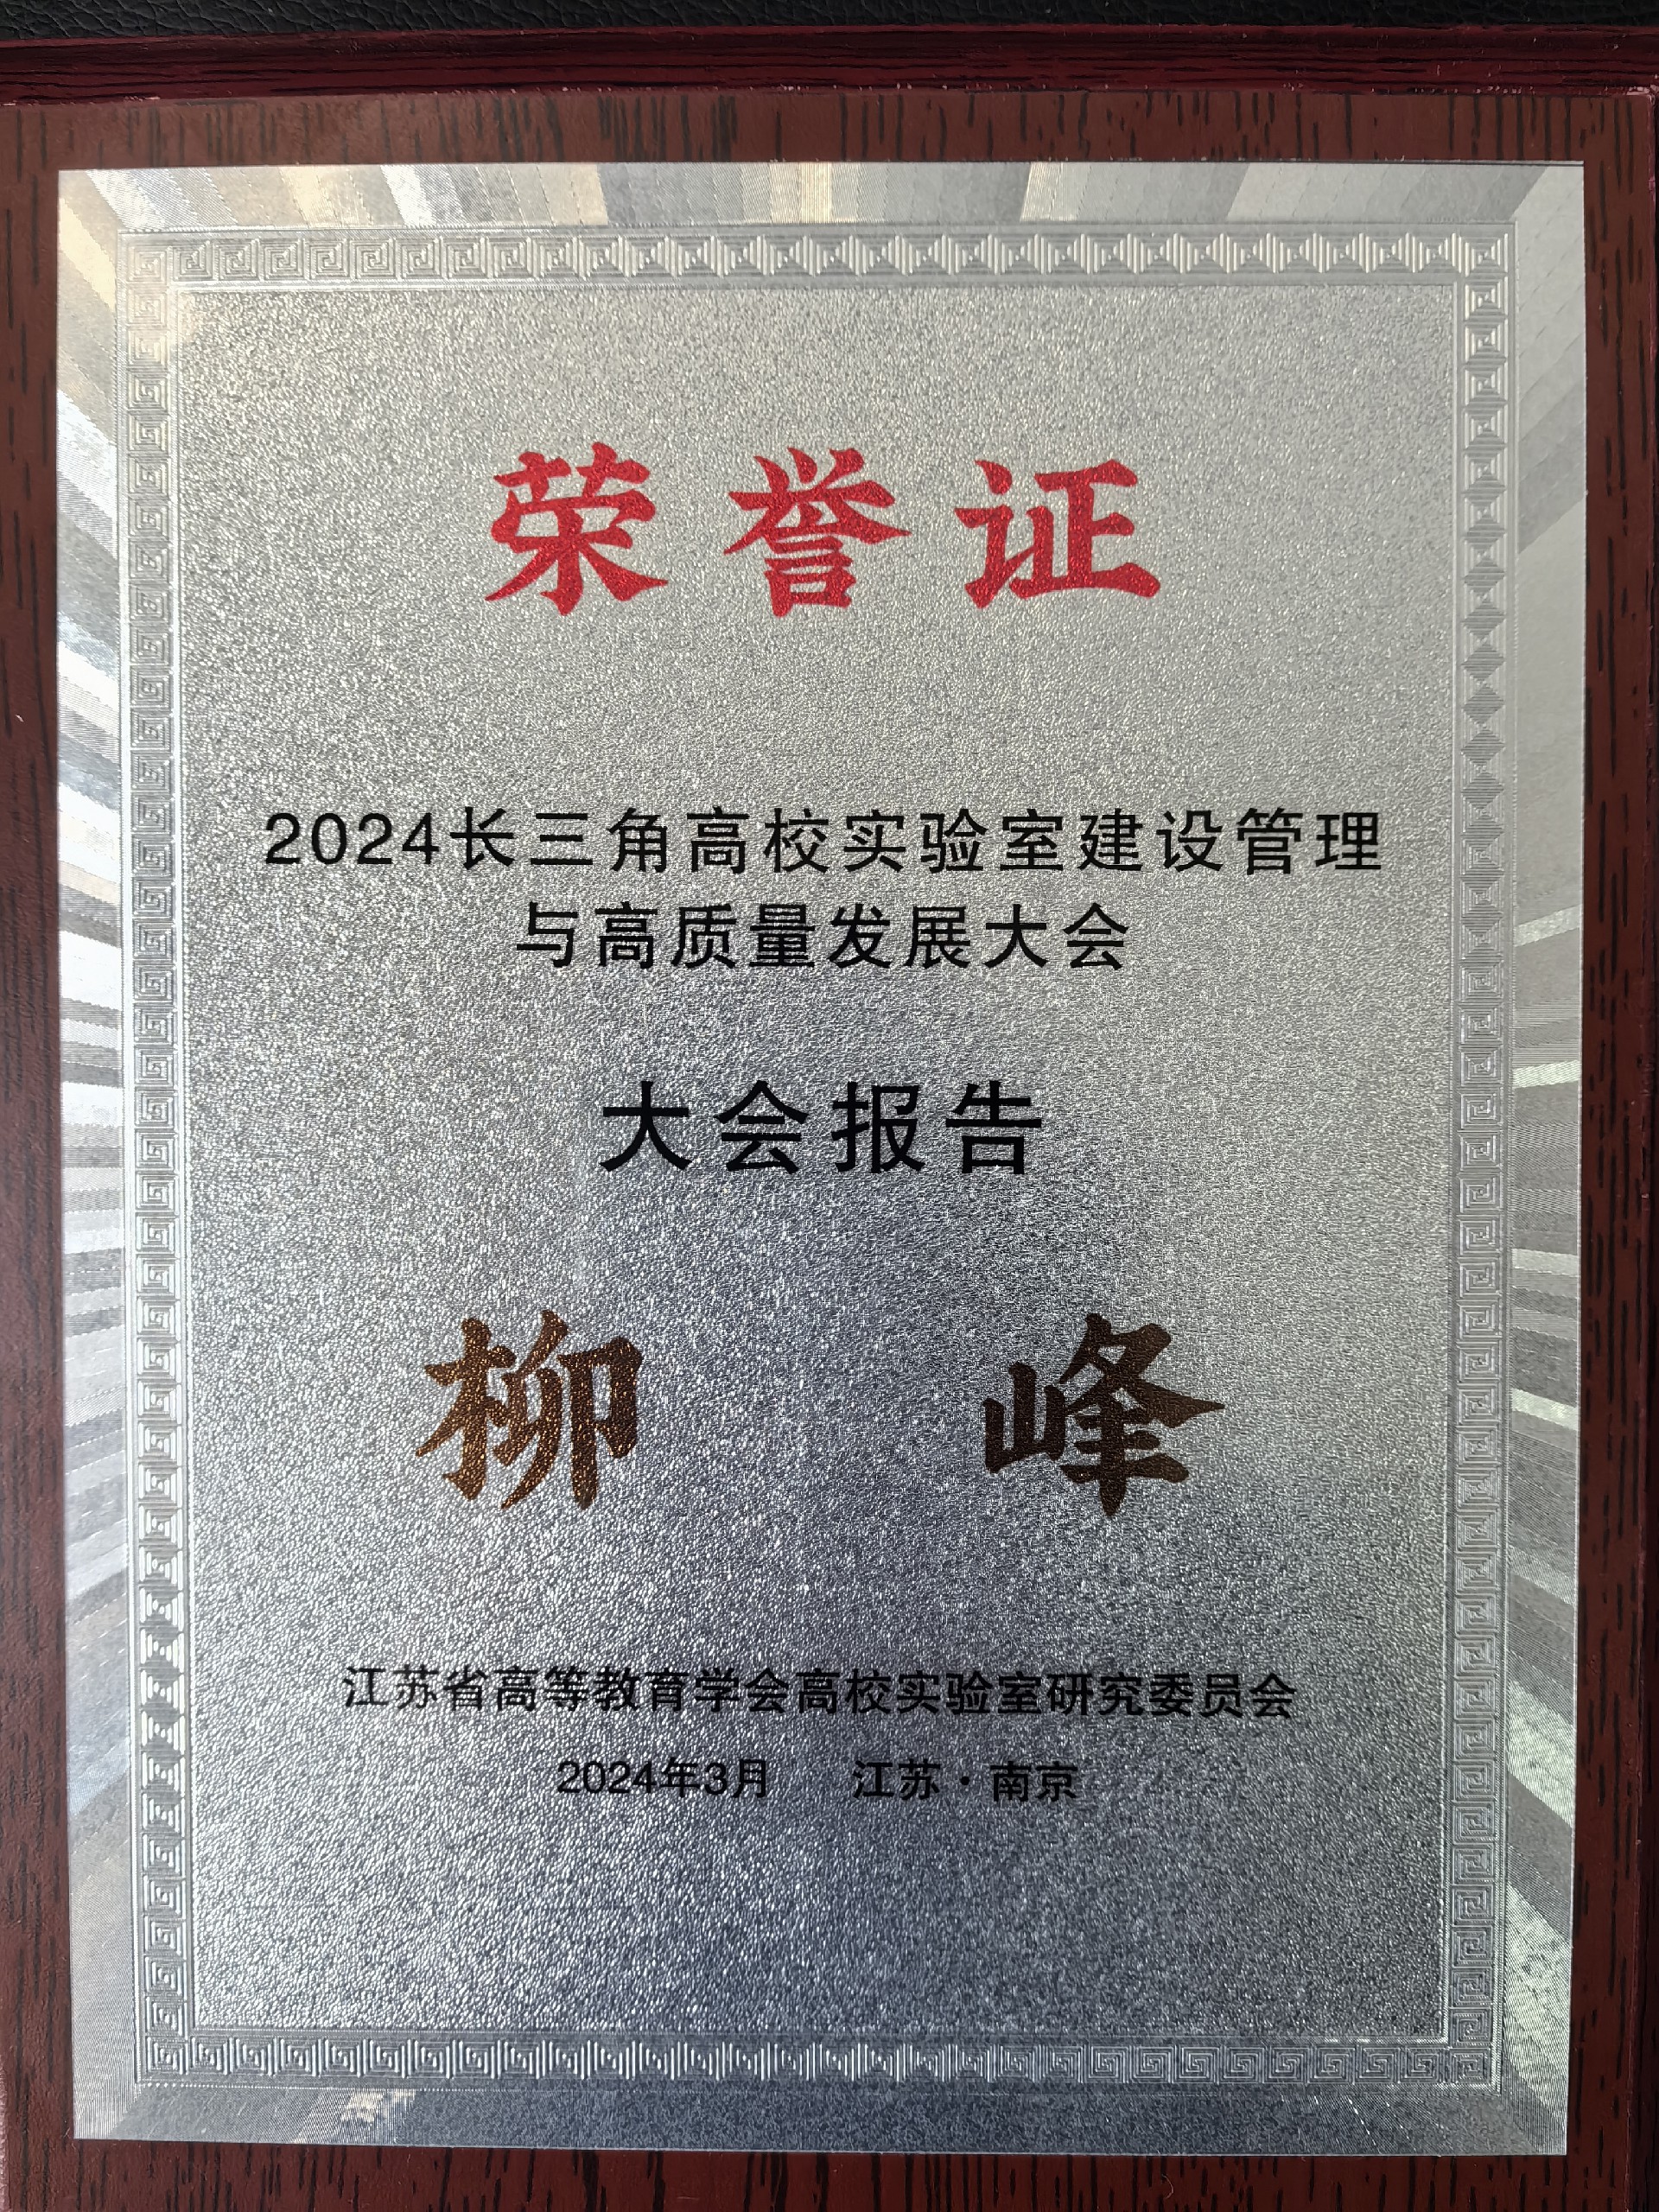 荣誉证
2024长三角高校实验室建设管理
与高质量发展大会
大会报告
柳 峰
江苏省高等教育学会高校实验室研究委员会
2024年3月 江苏·南京